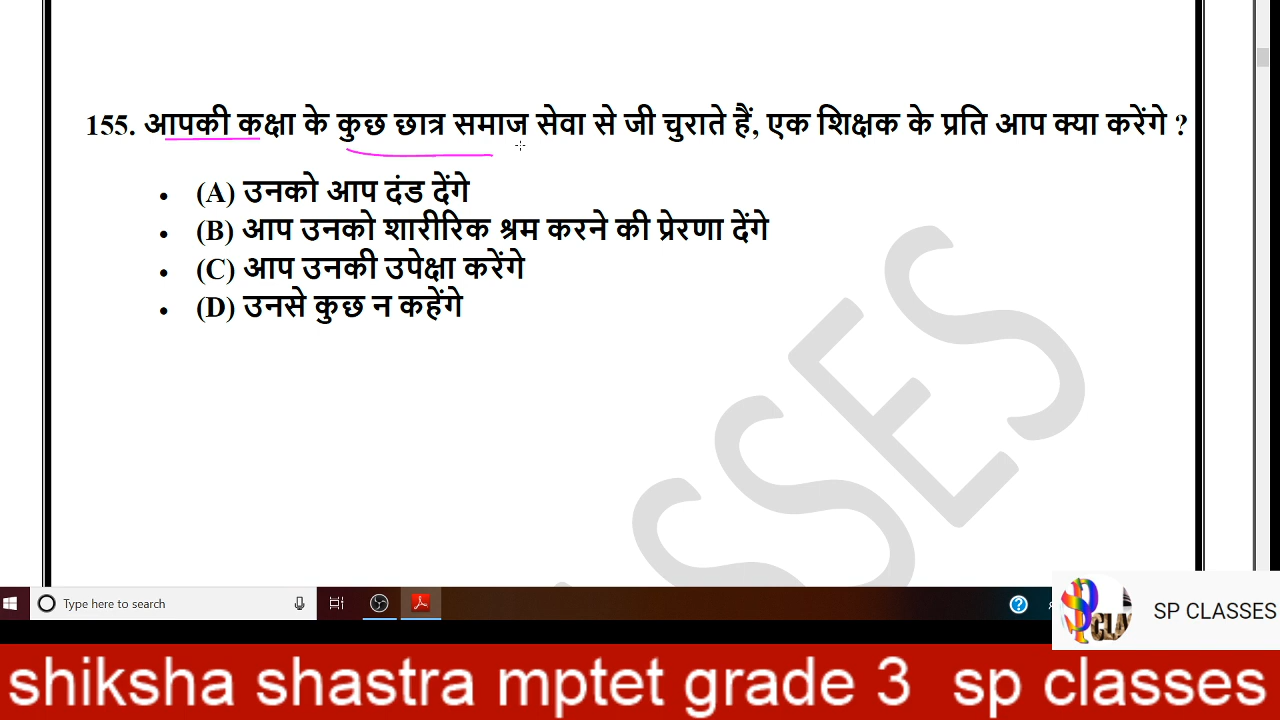 155. आपकी कक्षा के कुछ छात्र समाज सेवा से जी चुराते हैं, एक शिक्षक के प्रति आप क्या करेंगे ?
• (A) उनको आप दंड देंगे
• (B) आप उनको शारीरिक श्रम करने की प्रेरणा देंगे
• (C) आप उनकी उपेक्षा करेंगे
• (D) उनसे कुछ न कहेंगे
SSES
Type here to search
SP CLASSES
shiksha shastra mptet grade 3 sp classes